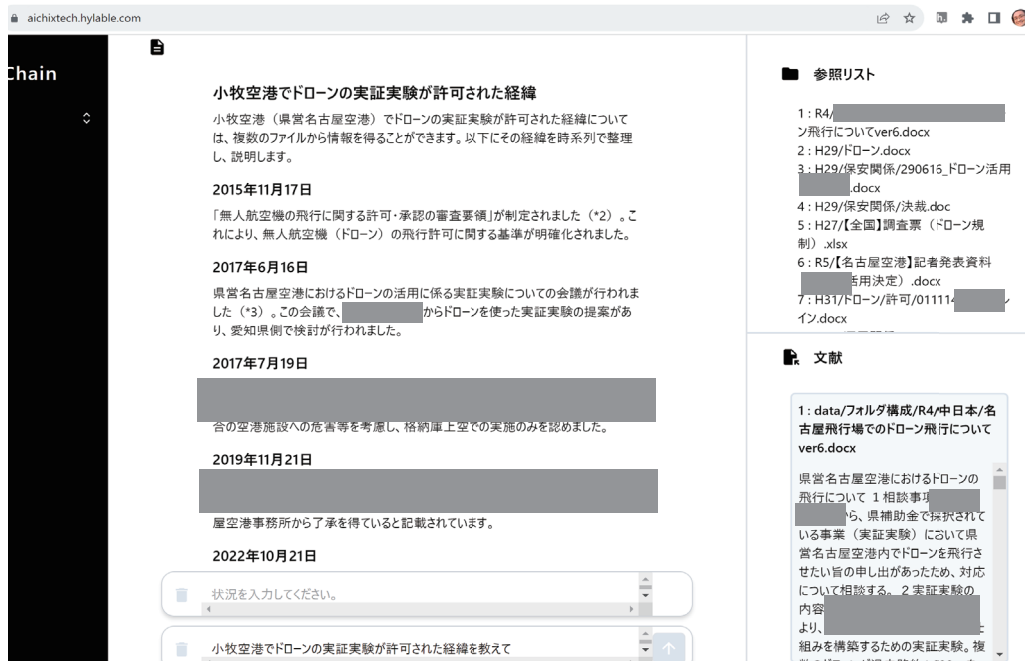 aichixtech.hylable.com
Chain
小牧空港でドローンの実証実験が許可された経緯
小牧空港（県営名古屋空港）でドローンの実証実験が許可された経緯について
は、複数のファイルから情報を得ることができます。以下にその経緯を時系列で整理
し、説明します。
2015年11月17日
「無人航空機の飛行に関する許可・承認の審査要領」が制定されました（*2）。こ
れにより、無人航空機（ドローン）の飛行許可に関する基準が明確化されました。
2017年6月16日
県営名古屋空港におけるドローンの活用に係る実証実験についての会議が行われま
した（*3）。この会議で、
からドローンを使った実証実験の提案があ
り、愛知県側で検討が行われました。
2017年7月19日
合の空港施設への危害等を考慮し、格納庫上空での実施のみを認めました。
2019年11月21日
屋空港事務所から了承を得ていると記載されています。
2022年10月21日
状況を入力してください。
小牧空港でドローンの実証実験が許可された経緯を教えて
参照リスト
1 : R4/
ン飛行についてver6.docx
2 : H29/ドローン.docx
3 : H29/保安関係/290616_ドローン活用
.docx
4 : H29/保安関係/決裁.doc
5 : H27/【全国】調査票（ドローン規
制）.xlsx
6 : R5/【名古屋空港】記者発表資料
活用決定）.docx
7 : H31/ドローン/許可/011114
イン.docx
文献
1 : data/フォルダ構成/R4/中日本/名
古屋飛行場でのドローン飛行について
ver6.docx
県営名古屋空港におけるドローンの
飛行について 1 相談事項
から、県補助金で採択されて
いる事業（実証実験）において県
営名古屋空港内でドローンを飛行さ
せたい旨の申し出があったため、対応
について相談する。 2 実証実験の
内容
より、
組みを構築するための実証実験。複